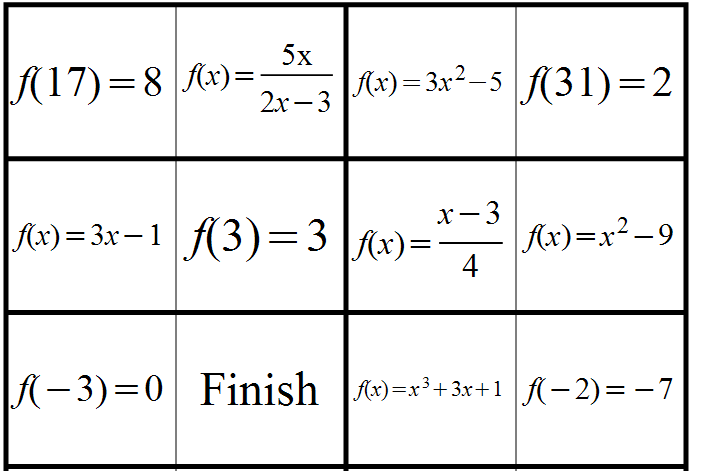 f(17)=8
f(x)=5x/2x−3
f(x)=3x²−5
f(31)=2
f(x)=3x−1
f(3)=3
f(x)=x−3/4
f(x)=x²−9
f(−3)=0
Finish
f(x)=x³+3x+1
f(−2)=−7